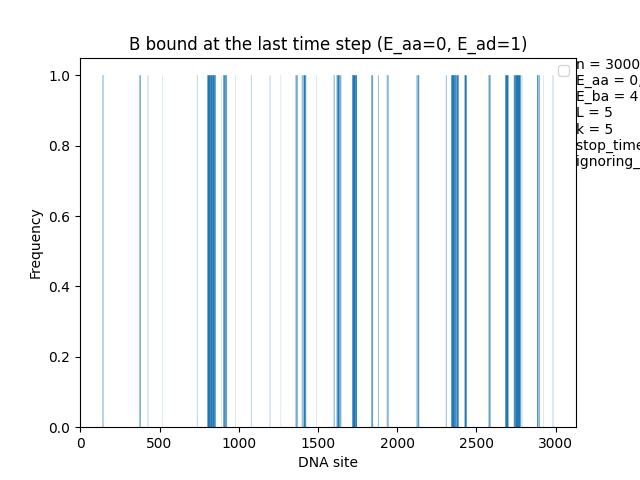 B bound at the last time step (E_aa=0, E_ad=1)
n = 3000
E_aa = 0,
E_ba = 4
L = 5
k = 5
stop_time
ignoring_
1.0
0.8
0.6
0.4
0.2
0.0
Frequency
0 500 1000 1500 2000 2500 3000
DNA site